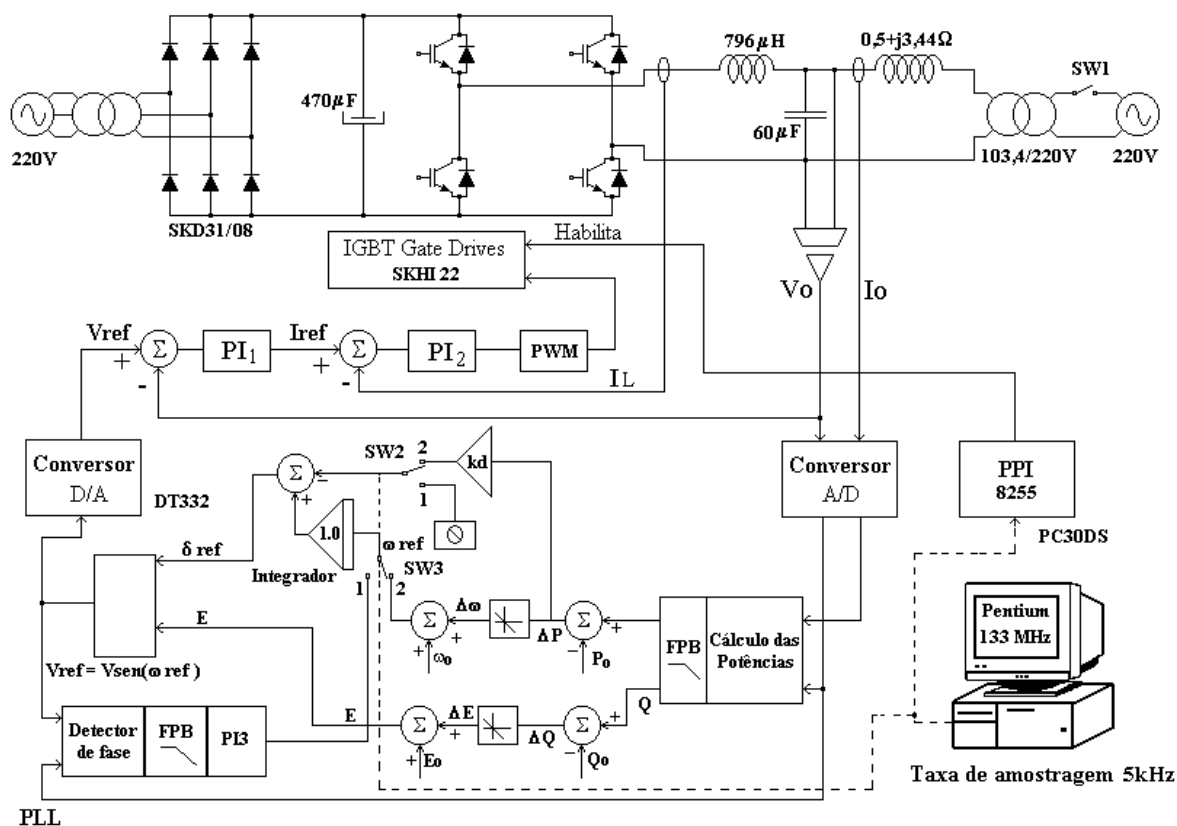 796µH
0,5+j3,44Ω
SW1
470µF
60µF
220V
103,4/220V
220V
SKD31/08
Habilita
IGBT Gate Drives
SKHI 22
Vo
Io
Vref
+
-
Σ
PI1
Iref
+
-
Σ
PI2
PWM
IL
Conversor
D/A
DT332
SW2
2
1
kd
Σ
-
+
1.0
Integrador
ω ref
SW3
1
2
δ ref
E
Vref = Vsen(ω ref )
Conversor
A/D
PPI
8255
PC30DS
Σ
Δω
+
+
ωo
ΔP
Σ
+
-
Po
FPB
Cálculo das
Potências
Q
E
Σ
ΔE
+
+
Eo
ΔQ
Σ
+
-
Qo
Detector
de fase
FPB
PI3
PLL
Pentium
133 MHz
Taxa de amostragem 5kHz